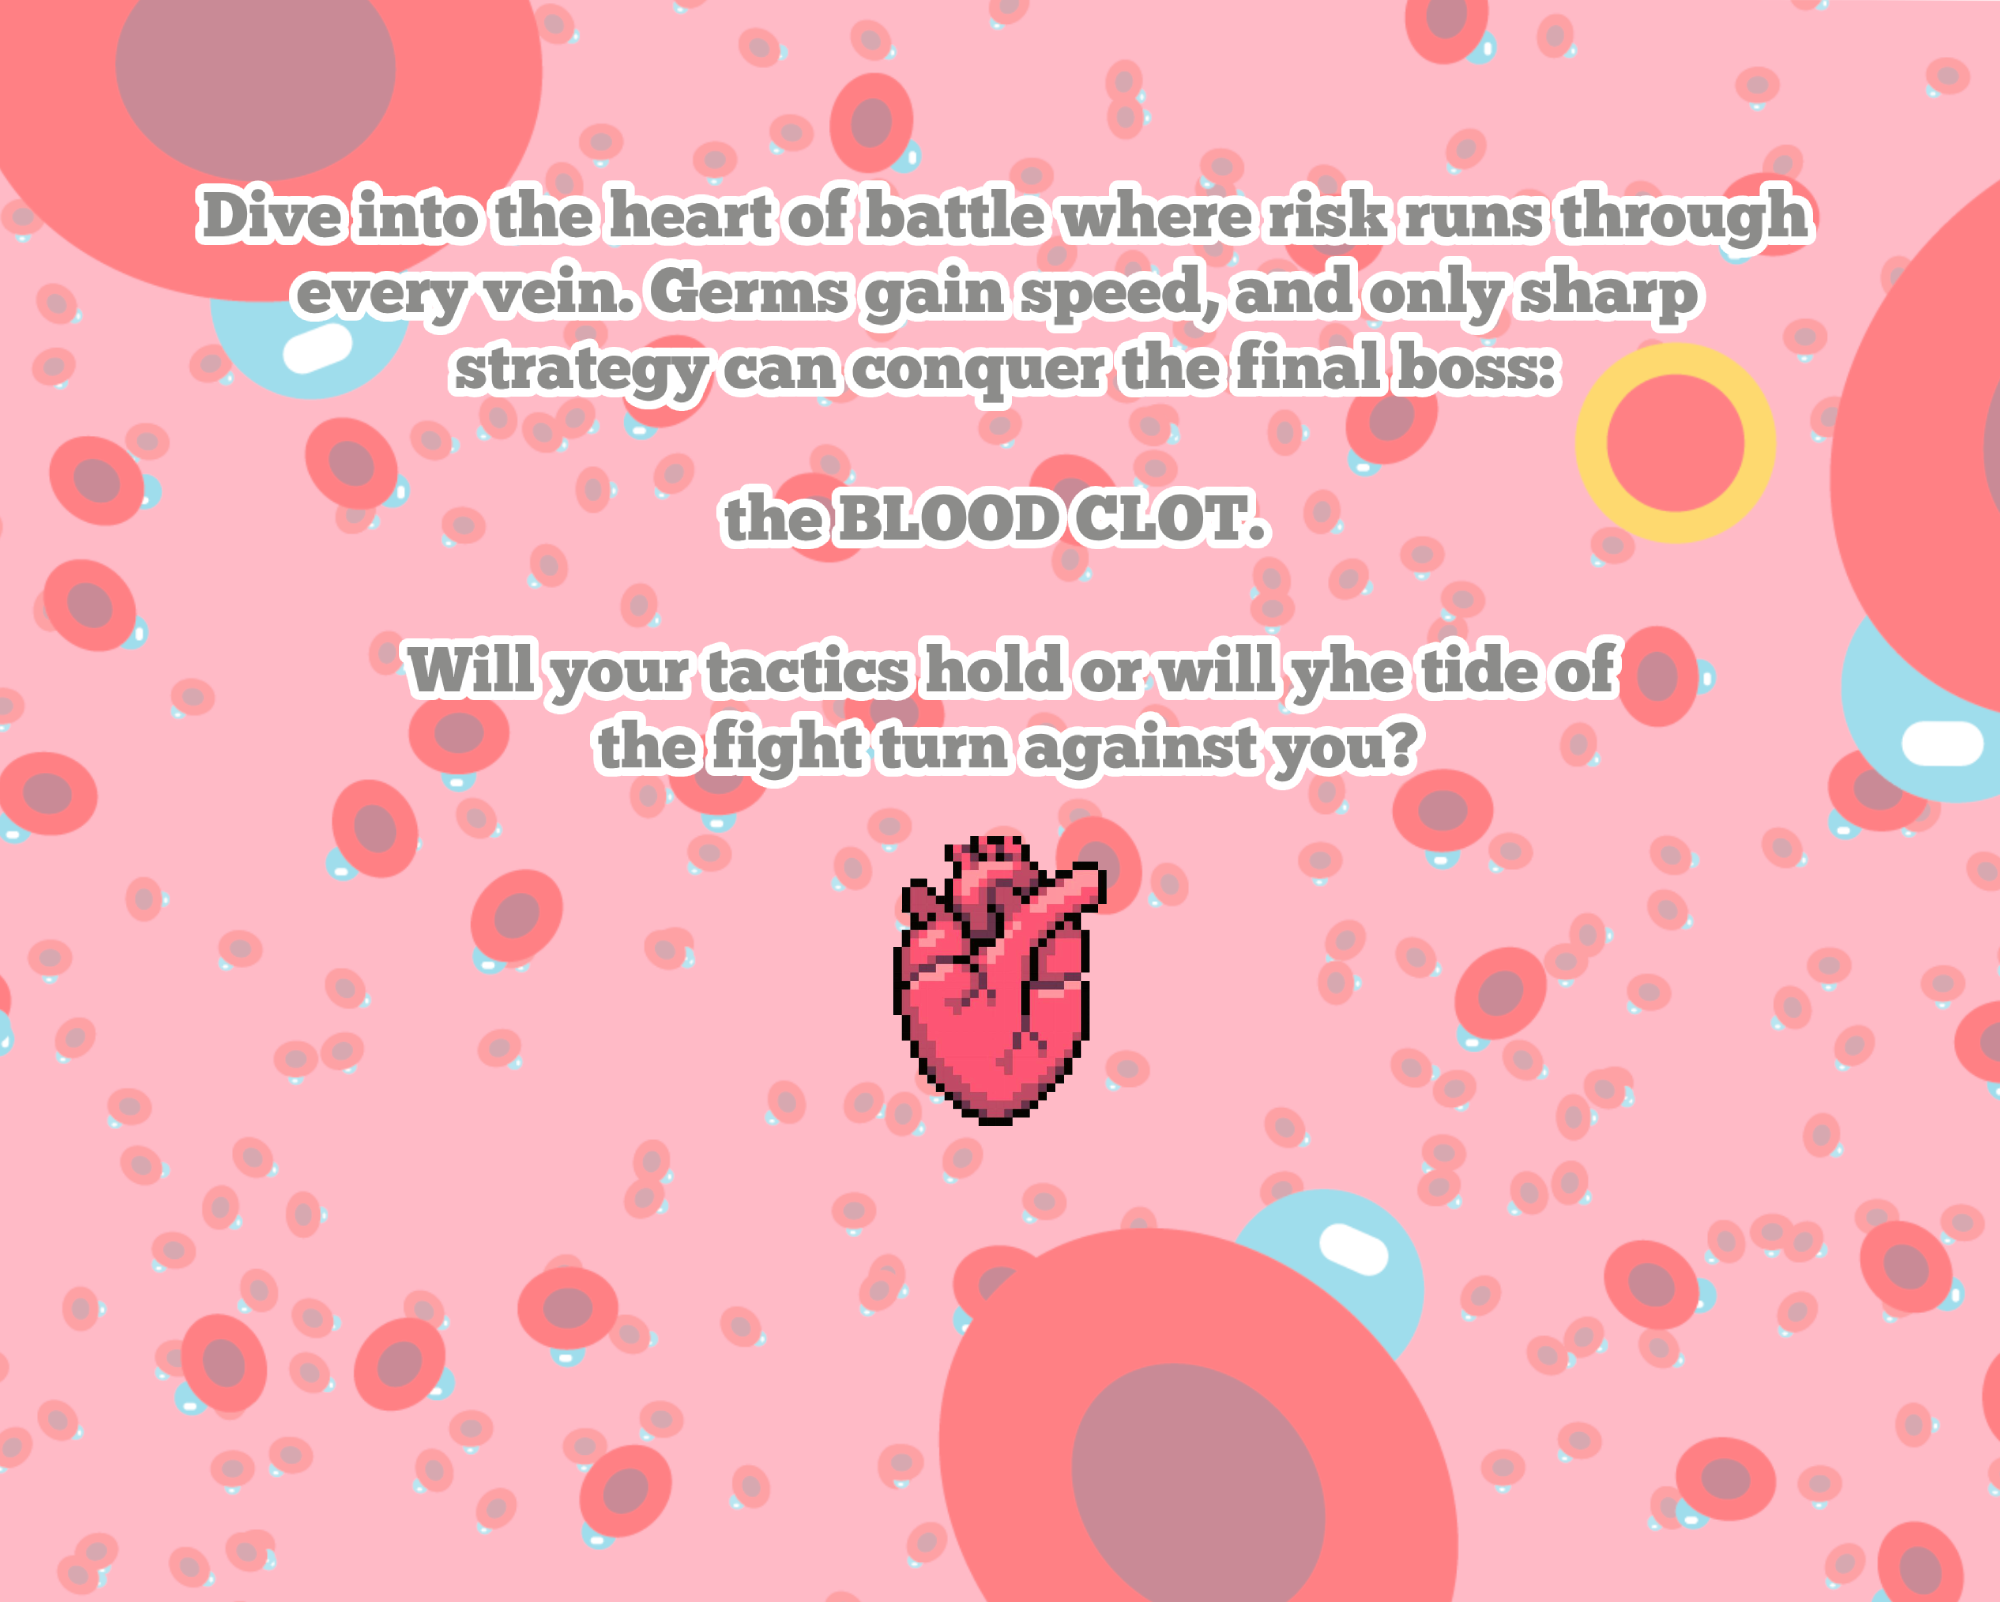 Dive into the heart of battle where risk runs through
every vein. Germs gain speed, and only sharp
strategy can conquer the final boss:
the BLOOD CLOT.
Will your tactics hold or will yhe tide of
the fight turn against you?